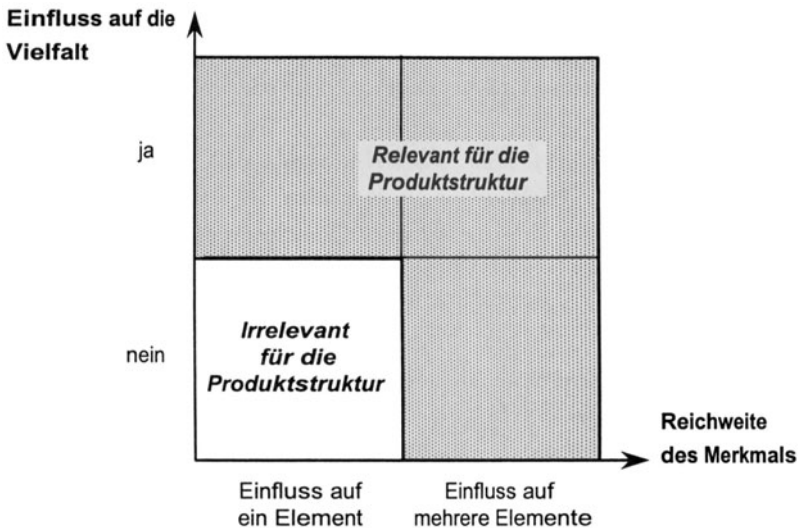 Einfluss auf die
Vielfalt
ja
Relevant für die
Produktstruktur
nein
Irrelevant
für die
Produktstruktur
Reichweite
des Merkmals
Einfluss auf
ein Element
Einfluss auf
mehrere Elemente